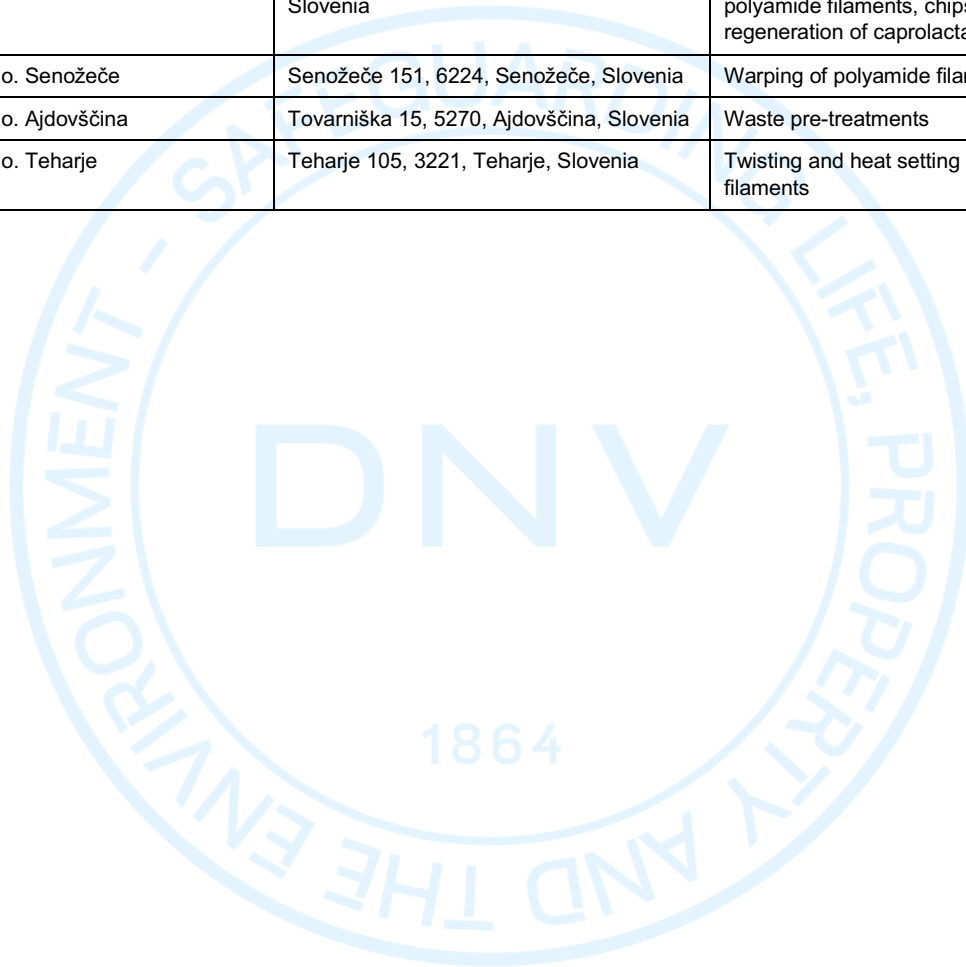 Slovenia
polyamide filaments, chips
regeneration of
o. Senožeče
Senožeče 151, 6224, Senožeče, Slovenia
Warping of polyamide
o. Ajdovščina
Tovarniška 15, 5270, Ajdovščina, Slovenia
Waste pre-treatments
o. Teharje
Teharje 105, 3221, Teharje, Slovenia
Twisting and heat setting
filaments
SAFEGUARDING LIFE, PROPERTY AND THE ENVIRONMENT -
DNV
1864